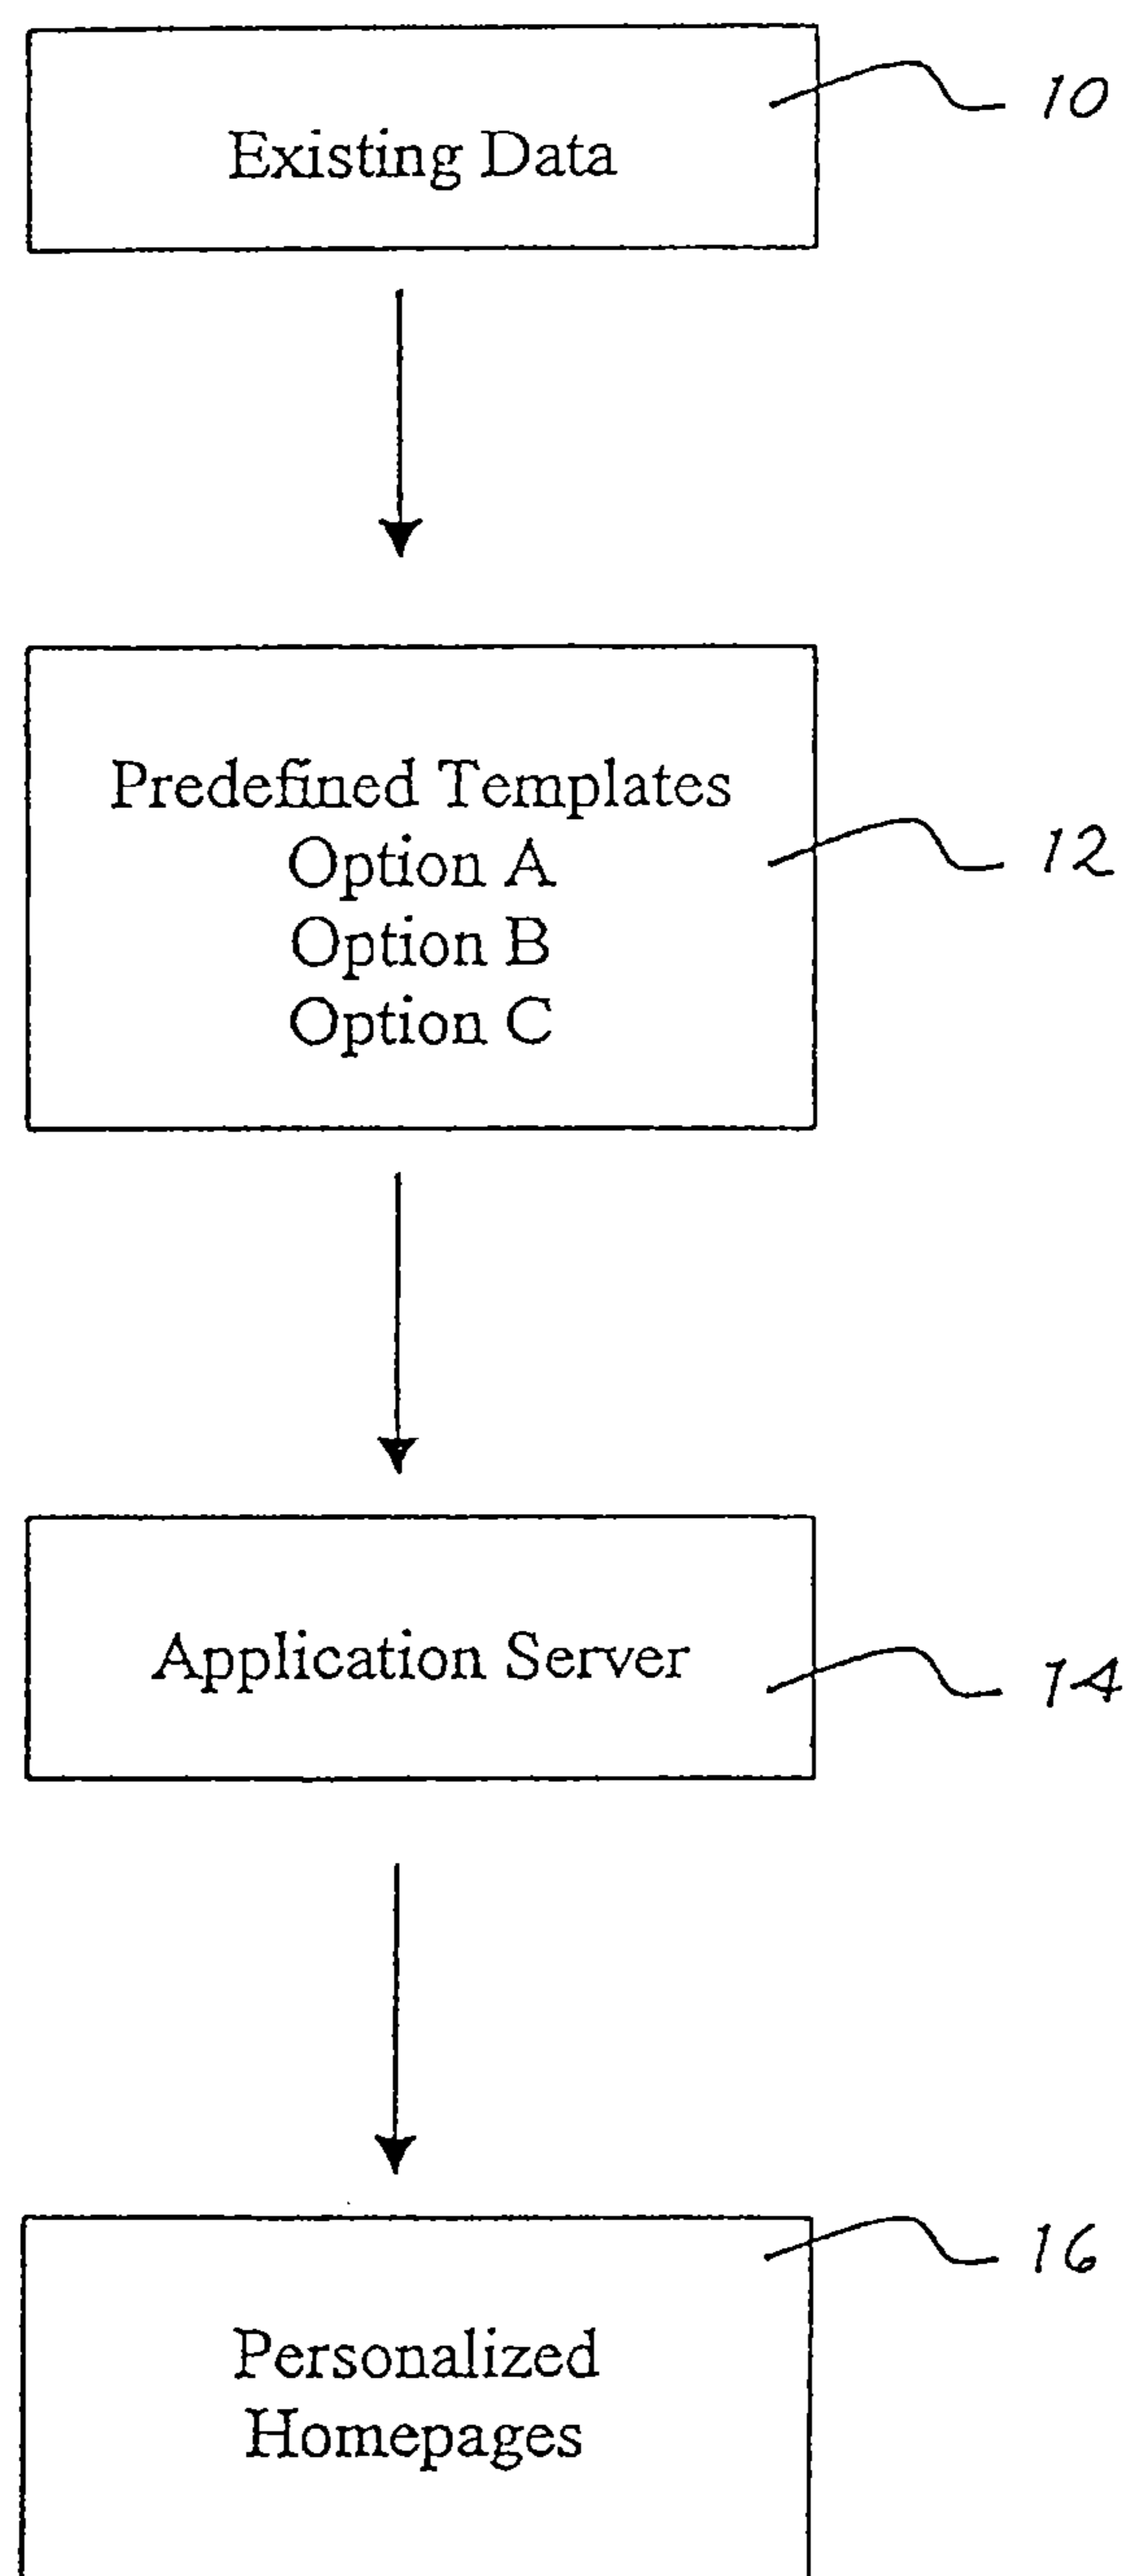 10
Existing Data
Predefined Templates
Option A
Option B
Option C
12
Application Server
14
16
Personalized
Homepages